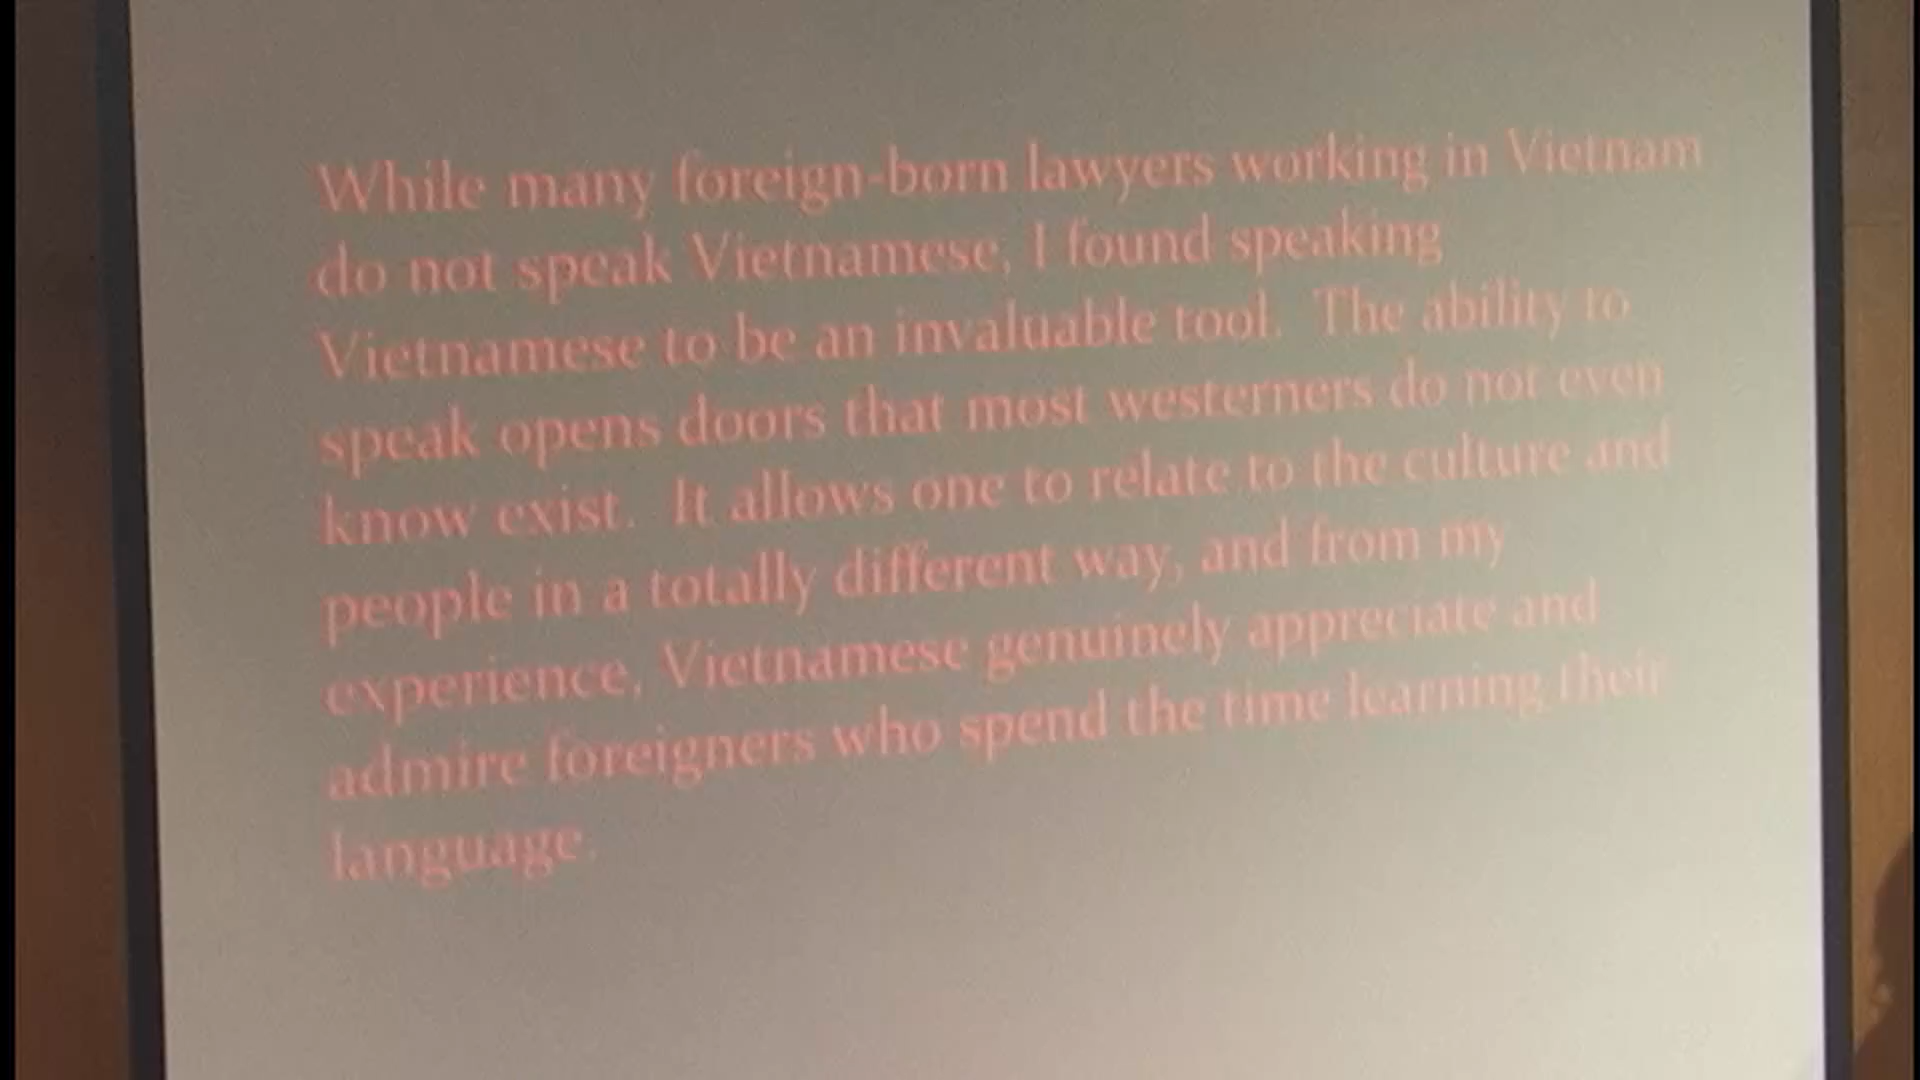 While many foreign-born lawyers working in Vietnam
do not speak Vietnamese, I found speaking
Vietnamese to be an invaluable tool. The ability to
speak opens doors that most westerners do not even
know exist. It allows one to relate to the culture and
people in a totally different way, and from my
experience, Vietnamese genuinely appreciate and
admire foreigners who spend the time learning their
language.